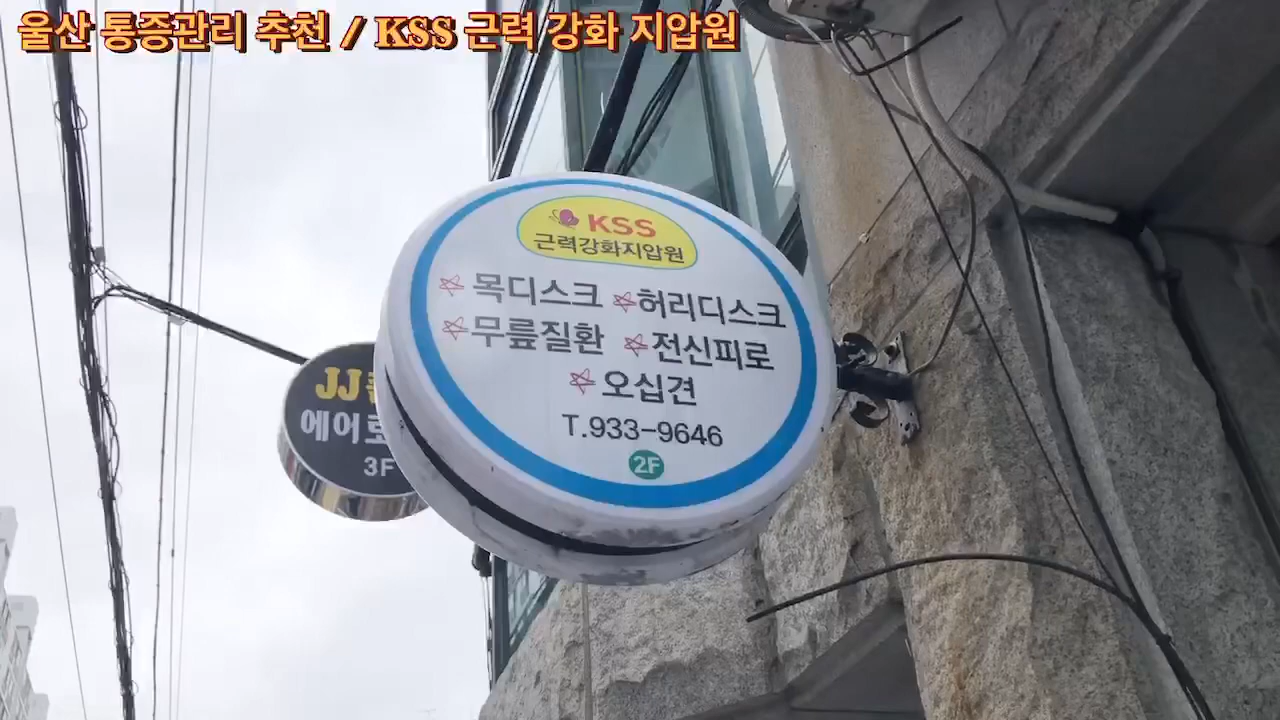 울산 통증관리 추천 / KSS 근력 강화 지압원
KSS
근력강화지압원
목디스크 허리디스크
무릎질환 전신피로
오십견
T.933-9646
2F
JJ
에어로
3F